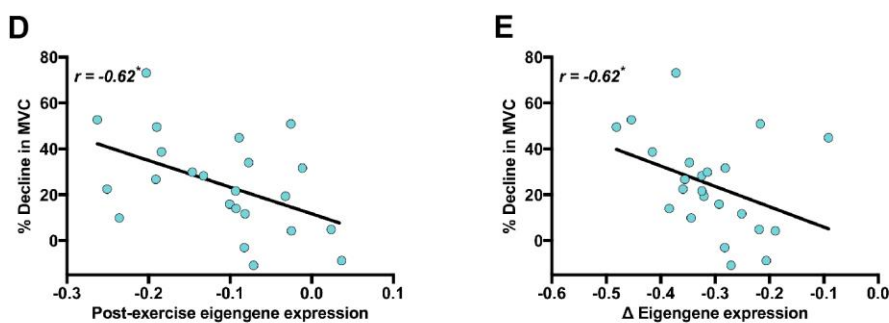 D
r = -0.62*
% Decline in MVC
80
60
40
20
0
-0.3
-0.2
-0.1
0.0
0.1
Post-exercise eigengene expression
E
r = -0.62*
% Decline in MVC
80
60
40
20
0
-0.6
-0.5
-0.4
-0.3
-0.2
-0.1
0.0
Δ Eigengene expression